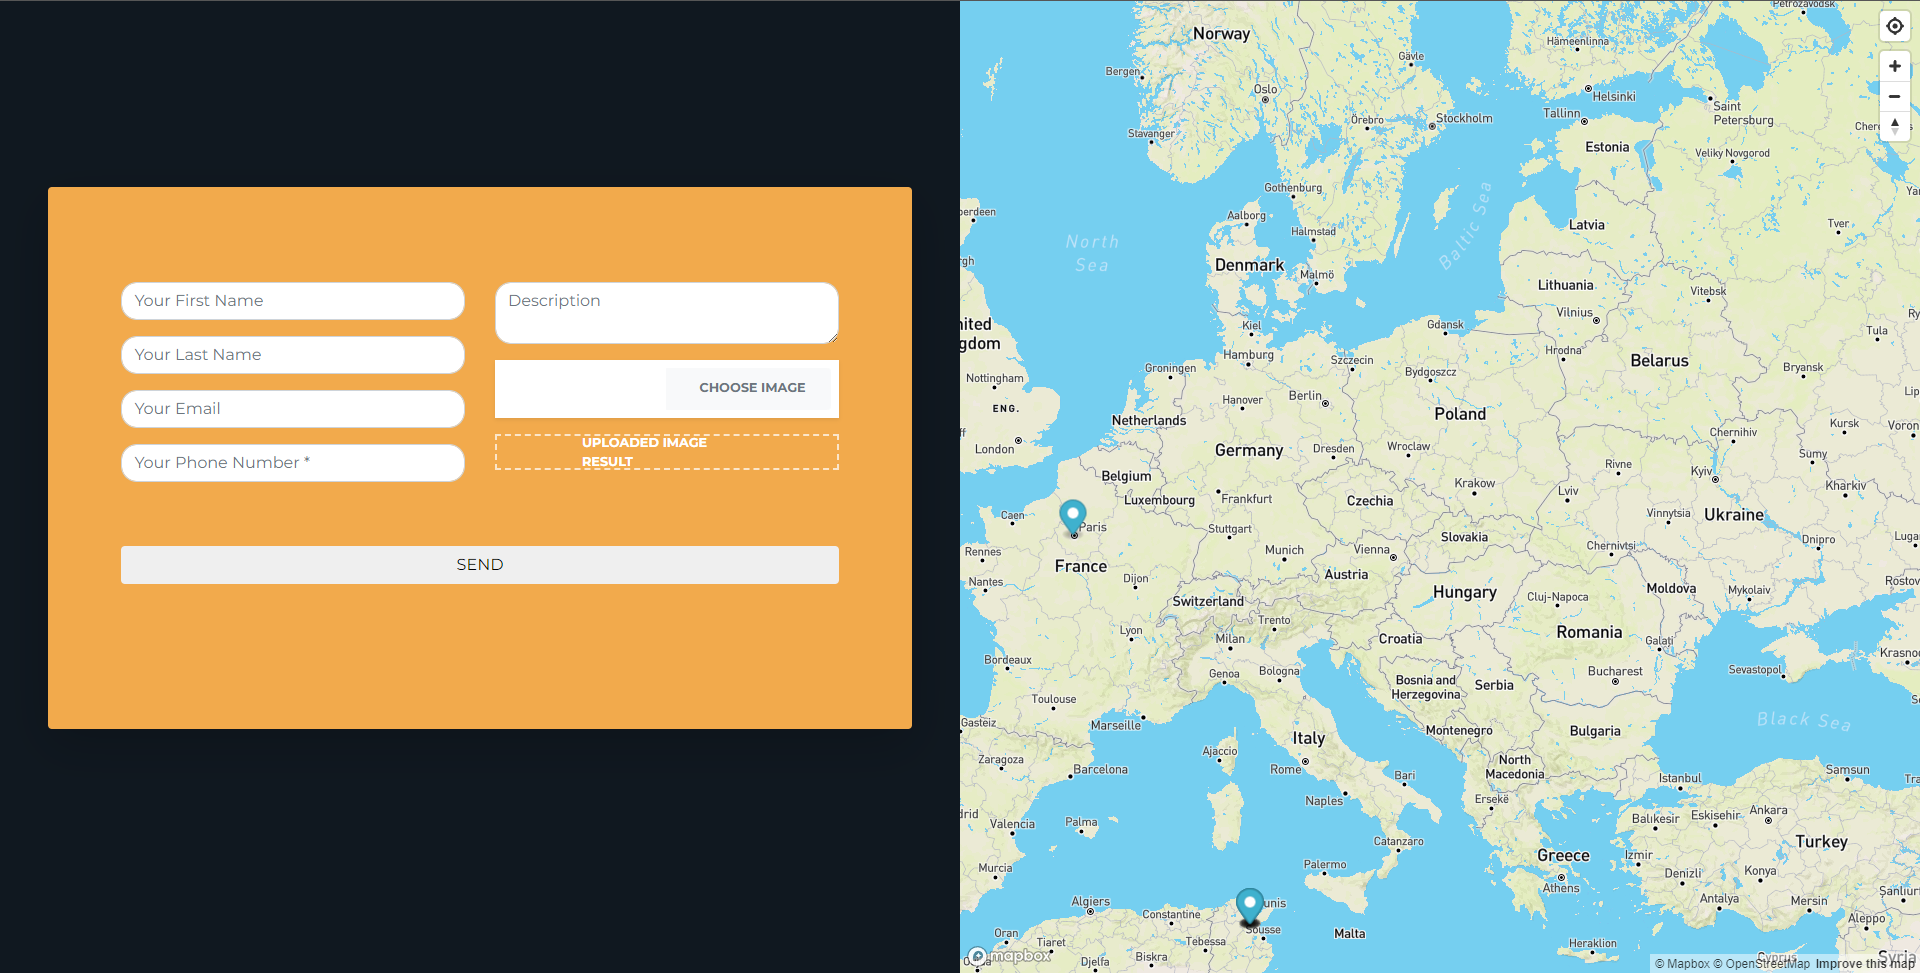 Your First Name
Your Last Name
Your Email
Your Phone Number *
Description
CHOOSE IMAGE
UPLOADED IMAGE
RESULT
SEND
Petrozavodsk
Norway
Hämeenlinna
Gävle
Bergen
Oslo
Helsinki
Saint
Petersburg
Stavanger
Örebro
Stockholm
Tallinn
Estonia
Veliky Novgorod
Gothenburg
Baltic Sea
Aalborg
Halmstad
Latvia
Tver
North
Sea
Denmark
Malmö
Lithuania
Vitebsk
Vilnius
Kiel
Gdansk
Tula
Hamburg
Szczecin
Hrodna
Belarus
Groningen
Bydgoszcz
Bryansk
Nottingham
Hanover
Berlin
ENG.
Netherlands
Poland
Kursk
London
Germany
Dresden
Wroclaw
Chernihiv
Sumy
Belgium
Rivne
Kyiv
Luxembourg
Frankfurt
Czechia
Krakow
Lviv
Kharkiv
Caen
Paris
Stuttgart
Vinnytsia
Ukraine
Slovakia
Rennes
Munich
Vienna
Chernivtsi
Dnipro
France
Nantes
Dijon
Austria
Hungary
Moldova
Mykolaiv
Switzerland
Cluj-Napoca
Trento
Lyon
Milan
Croatia
Romania
Galați
Bordeaux
Genoa
Bologna
Bucharest
Sevastopol
Bosnia and
Herzegovina
Serbia
Toulouse
Marseille
Black Sea
Montenegro
Bulgaria
Italy
Ajaccio
Zaragoza
Barcelona
Rome
Bari
North
Macedonia
Istanbul
Samsun
Naples
Ersekë
Valencia
Palma
Balıkesir
Eskisehir
Ankara
Catanzaro
Turkey
Murcia
Palermo
Greece
Izmir
Athens
Denizli
Konya
Algiers
Constantine
Antalya
Mersin
Oran
Tiaret
Tebessa
Sousse
Malta
Aleppo
Heraklion
Djelfa
Biskra
Cyprus
Syria
mapbox
© Mapbox © OpenStreetMap Improve this map